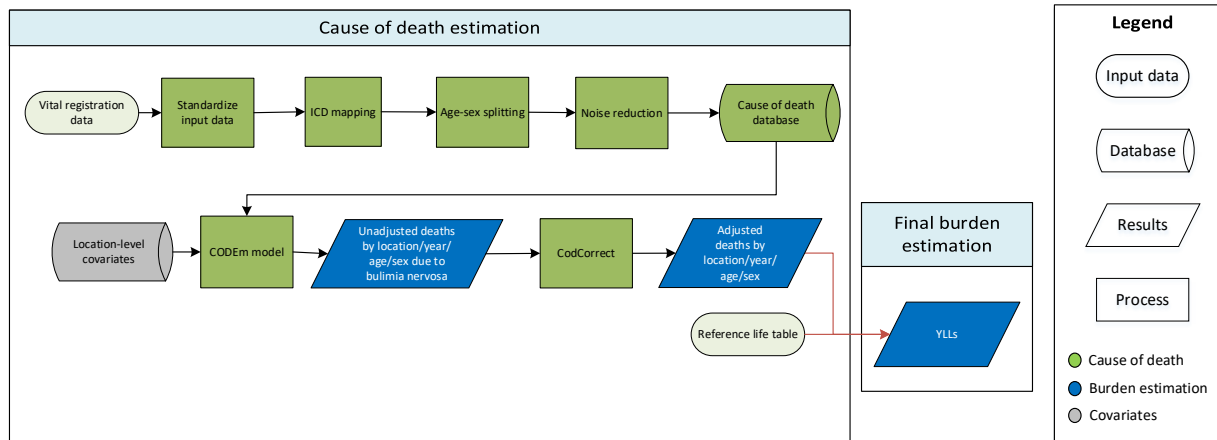 Cause of death estimation
Vital registration
data
Standardize
input data
ICD mapping
Age-sex splitting
Noise reduction
Cause of death
database
Location-level
covariates
CODEm model
Unadjusted deaths
by location/year/
age/sex due to
bulimia nervosa
CodCorrect
Adjusted
deaths by
location/year/
age/sex
Reference life table
Final burden
estimation
YLLs
Legend
Input data
Database
Results
Process
Cause of death
Burden estimation
Covariates